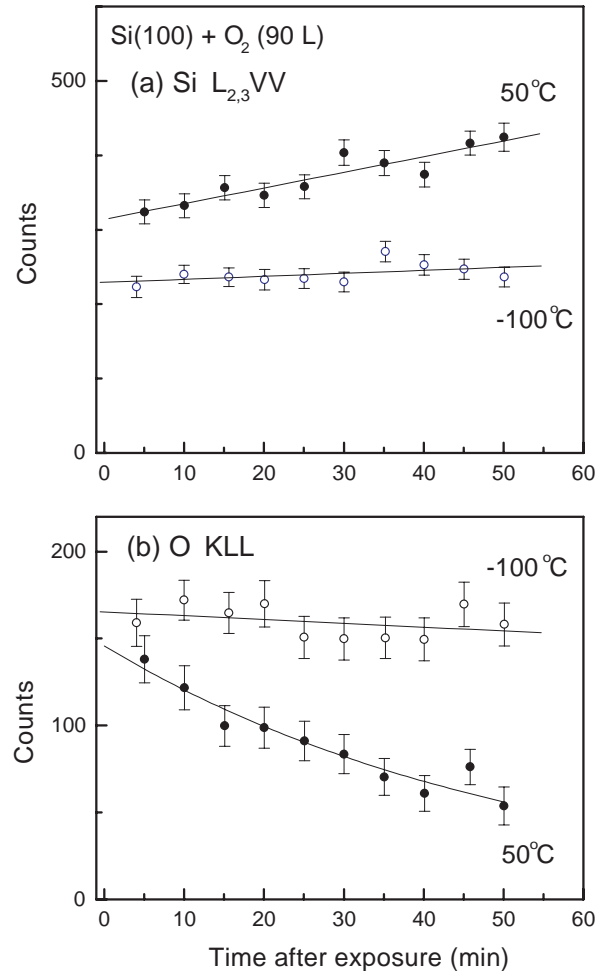 Si(100) + O₂ (90 L)
500
(a) Si L₂,₃VV
50°C
Counts
-100°C
0
0 10 20 30 40 50 60
200
(b) O KLL
-100°C
Counts
100
50°C
0
0 10 20 30 40 50 60
Time after exposure (min)